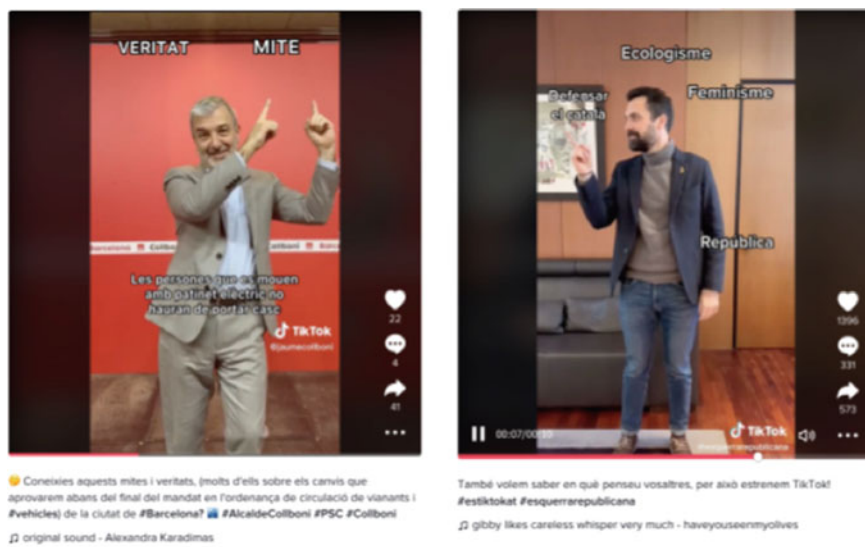 VERITAT MITE
Barcelona Collboni
Les persones que es mouen
amb patinet elèctric no
hauran de portar casc
TikTok
@jaumecollboni
22
4
41
Coneixies aquests mites i veritats, (molts d'ells sobre els canvis que
aprovarem abans del final del mandat en l'ordenança de circulació de vianants i
#vehicles) de la ciutat de #Barcelona? #AlcaldeCollboni #PSC #Collboni
original sound - Alexandra Karadimas
Ecologisme
Defensar
el català
Feminisme
República
1396
331
573
TikTok
@esquerrarepublicana
També volem saber en què penseu vosaltres, per això estrenem TikTok!
#estiktokat #esquerrarepublicana
gibby likes careless whisper very much - haveyouseenmyolives